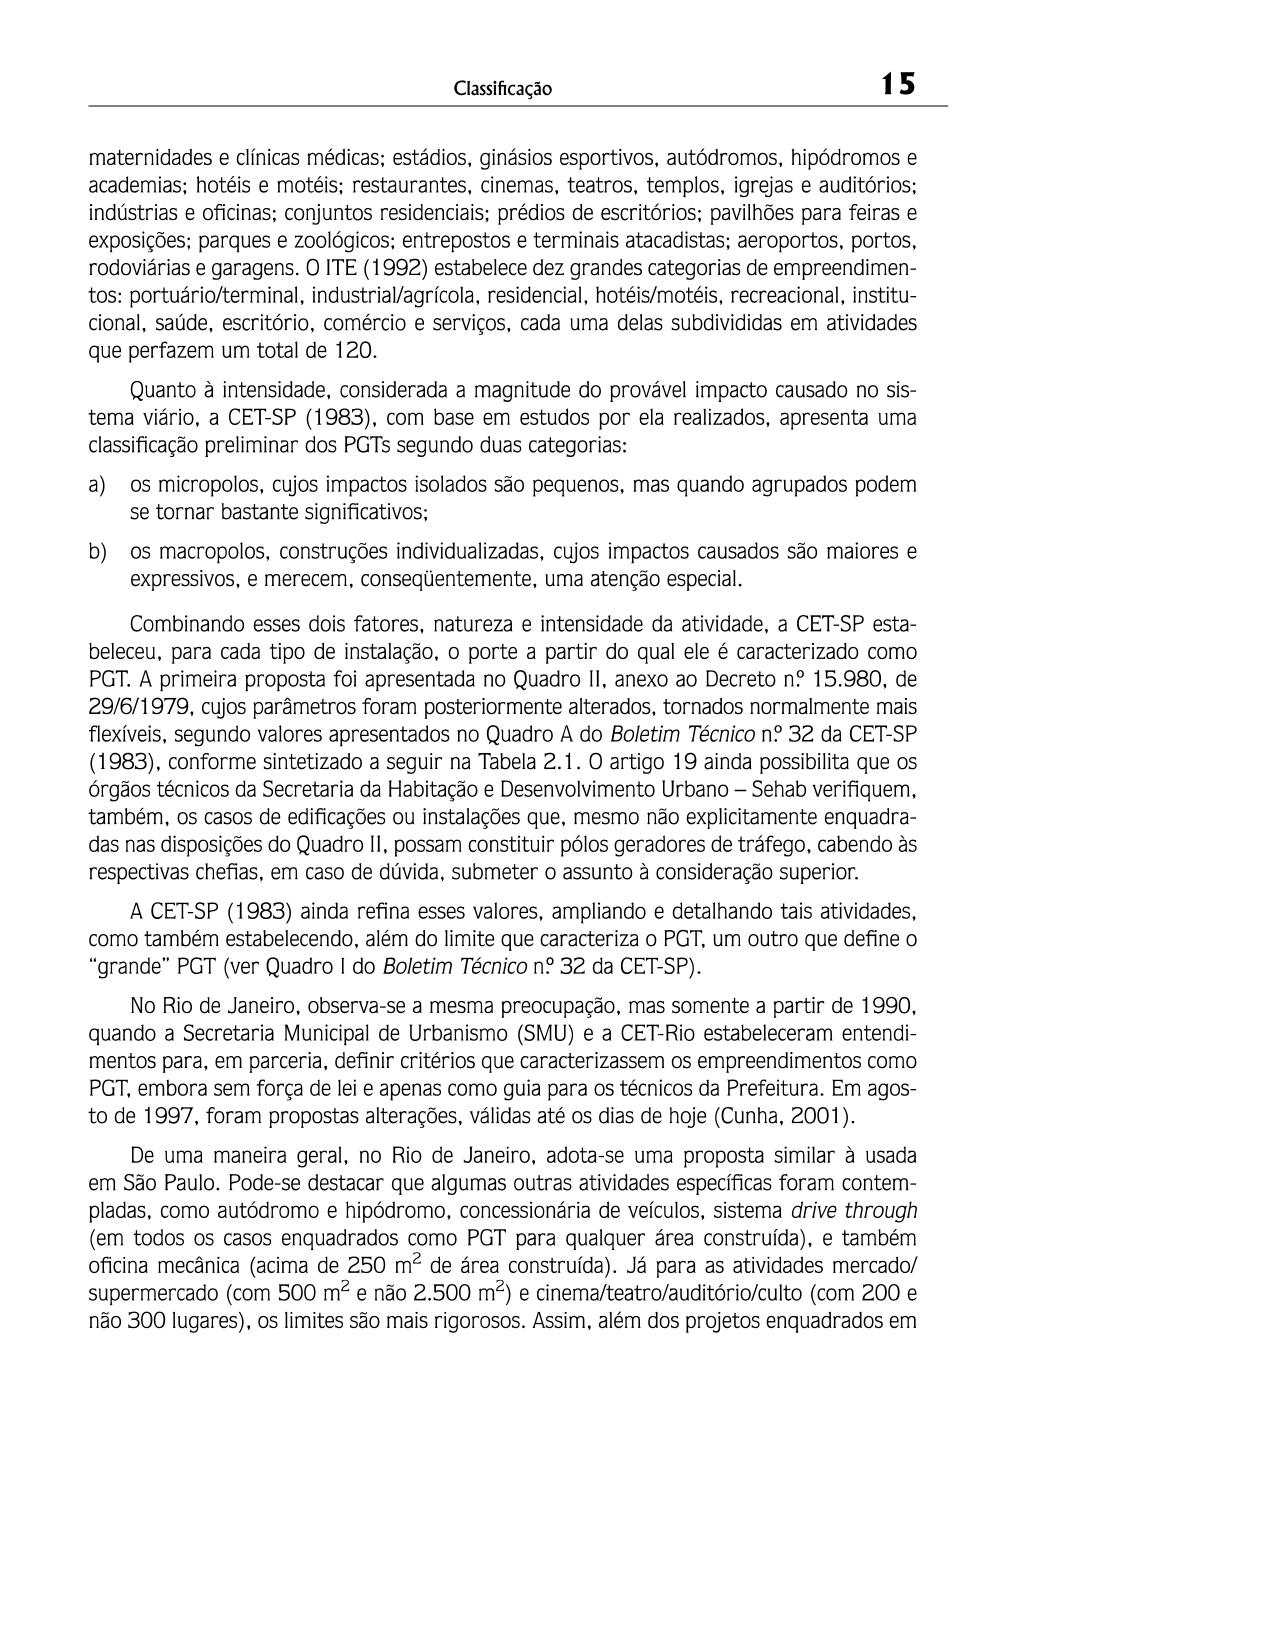 Classificação 15
maternidades e clínicas médicas; estádios, ginásios esportivos, autódromos, hipódromos e
academias; hotéis e motéis; restaurantes, cinemas, teatros, templos, igrejas e auditórios;
indústrias e oficinas; conjuntos residenciais; prédios de escritórios; pavilhões para feiras e
exposições; parques e zoológicos; entrepostos e terminais atacadistas; aeroportos, portos,
rodoviárias e garagens. O ITE (1992) estabelece dez grandes categorias de empreendimen-
tos: portuário/terminal, industrial/agrícola, residencial, hotéis/motéis, recreacional, institu-
cional, saúde, escritório, comércio e serviços, cada uma delas subdivididas em atividades
que perfazem um total de 120.
Quanto à intensidade, considerada a magnitude do provável impacto causado no sis-
tema viário, a CET-SP (1983), com base em estudos por ela realizados, apresenta uma
classificação preliminar dos PGTs segundo duas categorias:
a) os micropolos, cujos impactos isolados são pequenos, mas quando agrupados podem
se tornar bastante significativos;
b) os macropolos, construções individualizadas, cujos impactos causados são maiores e
expressivos, e merecem, conseqüentemente, uma atenção especial.
Combinando esses dois fatores, natureza e intensidade da atividade, a CET-SP esta-
beleceu, para cada tipo de instalação, o porte a partir do qual ele é caracterizado como
PGT. A primeira proposta foi apresentada no Quadro II, anexo ao Decreto n.º 15.980, de
29/6/1979, cujos parâmetros foram posteriormente alterados, tornados normalmente mais
flexíveis, segundo valores apresentados no Quadro A do Boletim Técnico n.º 32 da CET-SP
(1983), conforme sintetizado a seguir na Tabela 2.1. O artigo 19 ainda possibilita que os
órgãos técnicos da Secretaria da Habitação e Desenvolvimento Urbano – Sehab verifiquem,
também, os casos de edificações ou instalações que, mesmo não explicitamente enquadra-
das nas disposições do Quadro II, possam constituir pólos geradores de tráfego, cabendo às
respectivas chefias, em caso de dúvida, submeter o assunto à consideração superior.
A CET-SP (1983) ainda refina esses valores, ampliando e detalhando tais atividades,
como também estabelecendo, além do limite que caracteriza o PGT, um outro que define o
“grande” PGT (ver Quadro I do Boletim Técnico n.º 32 da CET-SP).
No Rio de Janeiro, observa-se a mesma preocupação, mas somente a partir de 1990,
quando a Secretaria Municipal de Urbanismo (SMU) e a CET-Rio estabeleceram entendi-
mentos para, em parceria, definir critérios que caracterizassem os empreendimentos como
PGT, embora sem força de lei e apenas como guia para os técnicos da Prefeitura. Em agos-
to de 1997, foram propostas alterações, válidas até os dias de hoje (Cunha, 2001).
De uma maneira geral, no Rio de Janeiro, adota-se uma proposta similar à usada
em São Paulo. Pode-se destacar que algumas outras atividades específicas foram contem-
pladas, como autódromo e hipódromo, concessionária de veículos, sistema drive through
(em todos os casos enquadrados como PGT para qualquer área construída), e também
oficina mecânica (acima de 250 m² de área construída). Já para as atividades mercado/
supermercado (com 500 m² e não 2.500 m²) e cinema/teatro/auditório/culto (com 200 e
não 300 lugares), os limites são mais rigorosos. Assim, além dos projetos enquadrados em